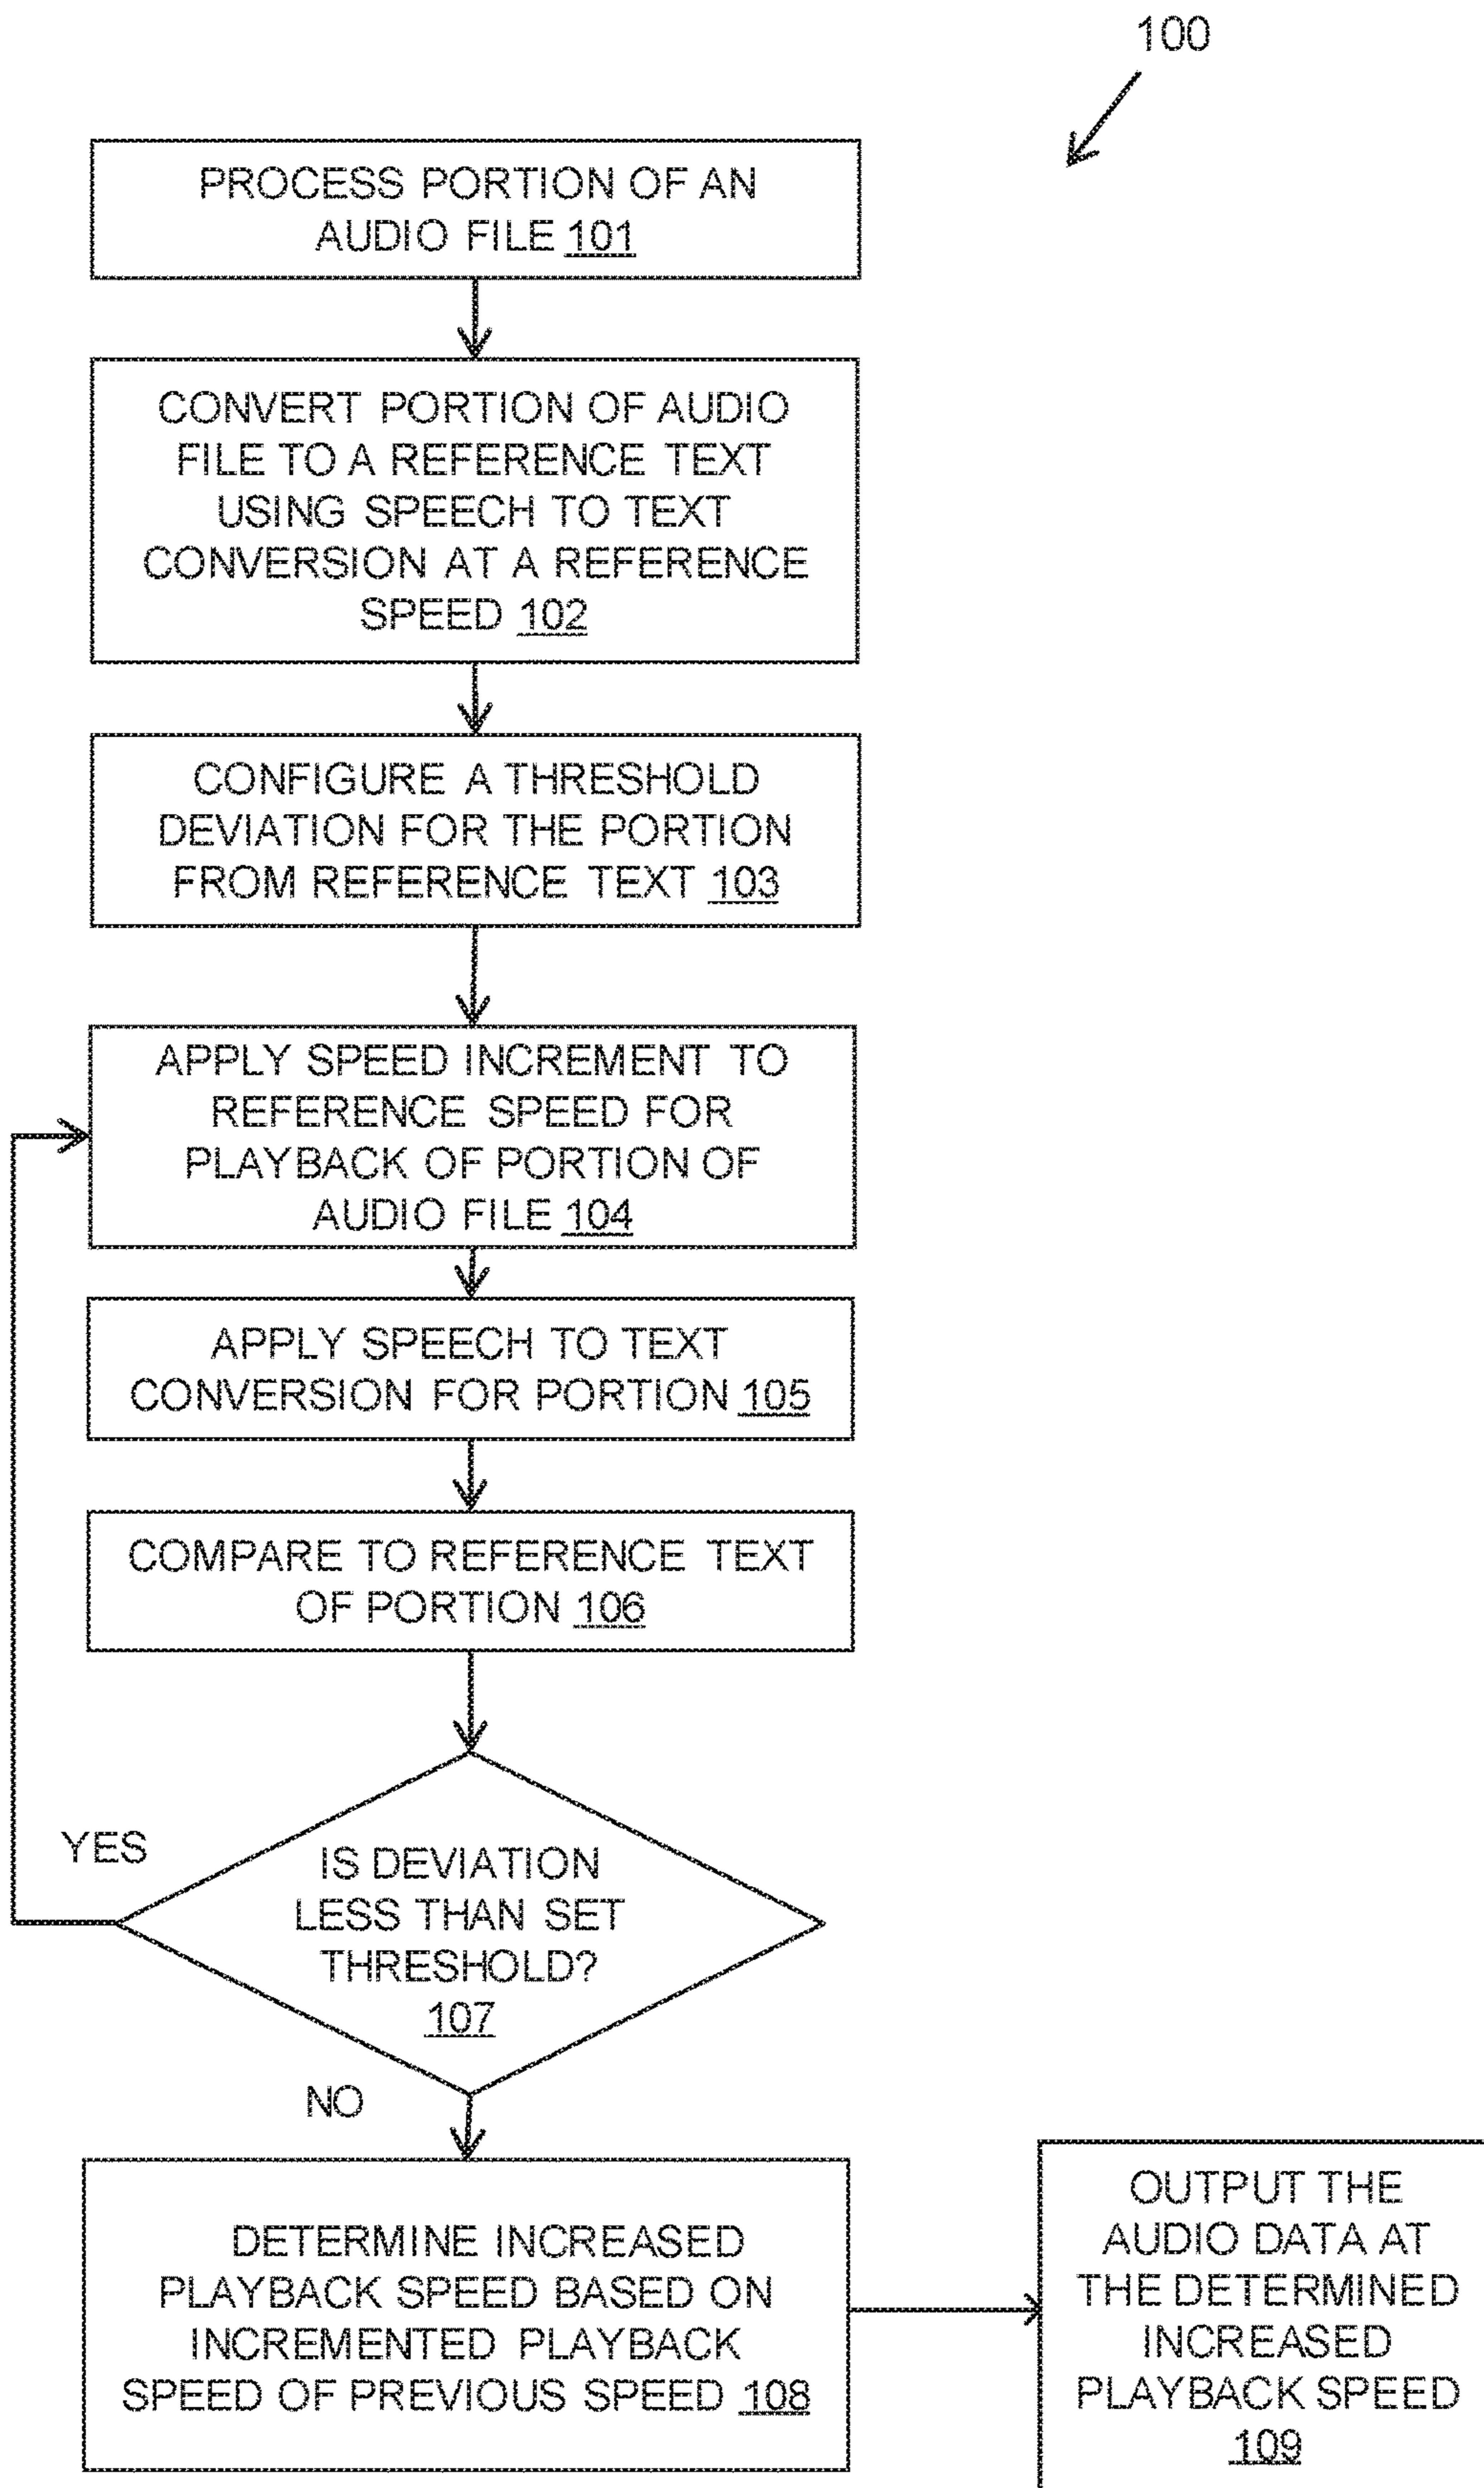 100
PROCESS PORTION OF AN
AUDIO FILE 101
CONVERT PORTION OF AUDIO
FILE TO A REFERENCE TEXT
USING SPEECH TO TEXT
CONVERSION AT A REFERENCE
SPEED 102
CONFIGURE A THRESHOLD
DEVIATION FOR THE PORTION
FROM REFERENCE TEXT 103
APPLY SPEED INCREMENT TO
REFERENCE SPEED FOR
PLAYBACK OF PORTION OF
AUDIO FILE 104
APPLY SPEECH TO TEXT
CONVERSION FOR PORTION 105
COMPARE TO REFERENCE TEXT
OF PORTION 106
YES
IS DEVIATION
LESS THAN SET
THRESHOLD?
107
NO
DETERMINE INCREASED
PLAYBACK SPEED BASED ON
INCREMENTED PLAYBACK
SPEED OF PREVIOUS SPEED 108
OUTPUT THE
AUDIO DATA AT
THE DETERMINED
INCREASED
PLAYBACK SPEED
109